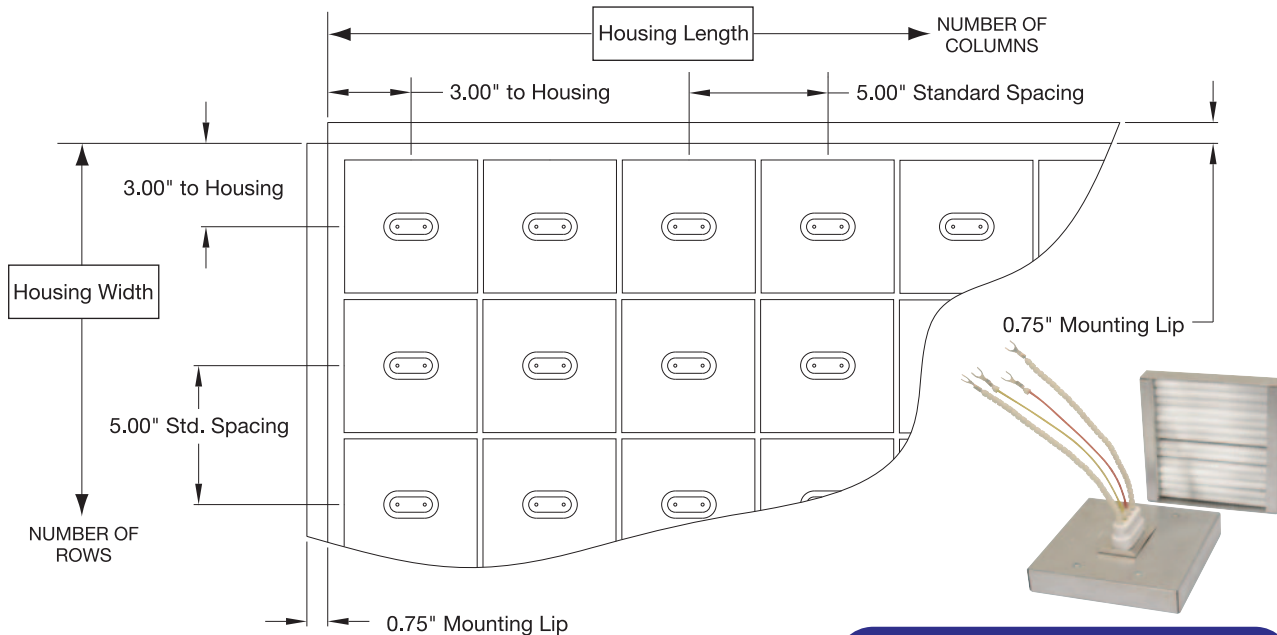 Housing Length
NUMBER OF
COLUMNS
3.00" to Housing
5.00" Standard Spacing
3.00" to Housing
Housing Width
0.75" Mounting Lip
5.00" Std. Spacing
NUMBER OF
ROWS
0.75" Mounting Lip